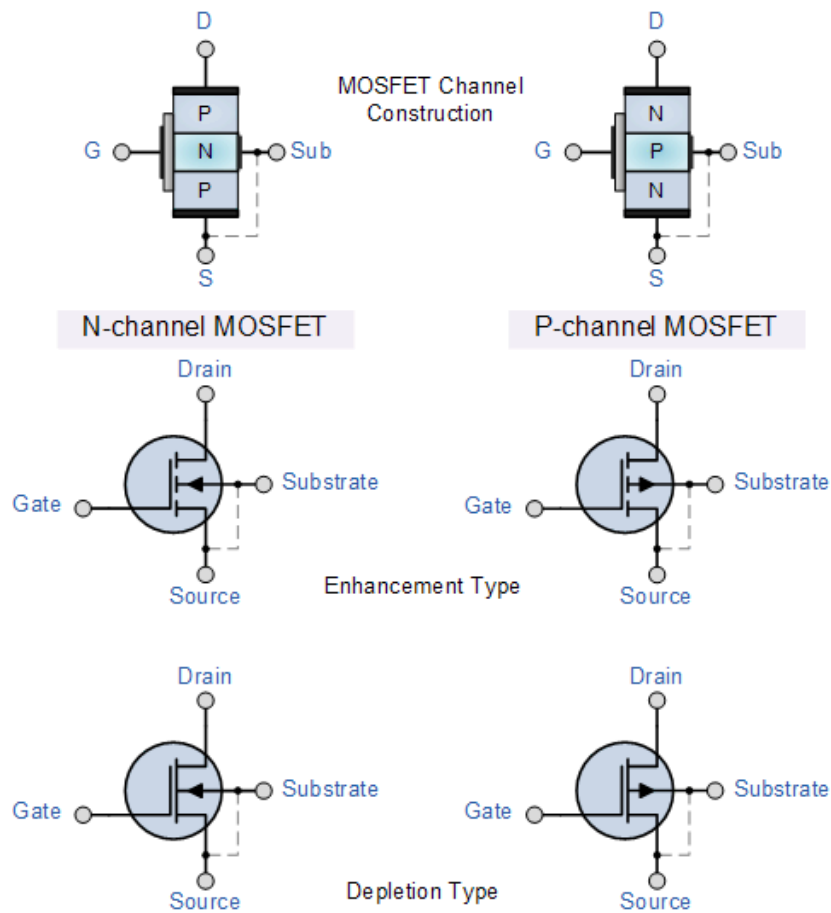 D
D
MOSFET Channel
Construction
P
N
G
N
Sub
G
P
Sub
P
N
S
S
N-channel MOSFET
P-channel MOSFET
Drain
Drain
Substrate
Substrate
Gate
Gate
Source
Enhancement Type
Source
Drain
Drain
Substrate
Substrate
Gate
Gate
Source
Depletion Type
Source